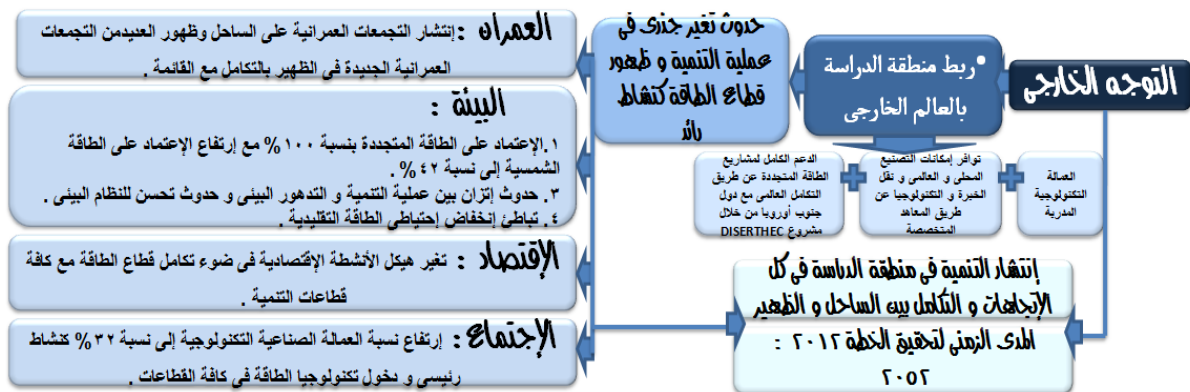 التوجه الخارجى
•ربط منطقة الدراسة
بالعالم الخارجى
العمالة
التكنولوجية
المدربة
توافر إمكانات التصنيع
المحلى و العالمى و نقل
الخبرة و التكنولوجيا عن
طريق المعاهد
المتخصصة
الدعم الكامل لمشاريع
الطاقة المتجددة عن طريق
التكامل العالمى مع دول
جنوب أوروبا من خلال
مشروع DISERTHEC
حدوث تغير جذرى فى
عملية التنمية و ظهور
قطاع الطاقة كنشاط
رائد
إنتشار التنمية فى منطقة الدراسة فى كل
الإتجاهات و التكامل بين الساحل و الظهير
المدى الزمنى لتحقيق الخطة ٢٠١٢ :
٢٠٥٢
العمران : إنتشار التجمعات العمرانية على الساحل وظهور العديدمن التجمعات
العمرانية الجديدة فى الظهير بالتكامل مع القائمة .
البيئة :
١.الإعتماد على الطاقة المتجددة بنسبة ١٠٠% مع إرتفاع الإعتماد على الطاقة
الشمسية إلى نسبة ٤٢% .
٣. حدوث إتزان بين عملية التنمية و التدهور البيئى و حدوث تحسن للنظام البيئى .
٤. تباطئ إنخفاض إحتياطى الطاقة التقليدية .
الإقتصاد : تغير هيكل الأنشطة الإقتصادية فى ضوء تكامل قطاع الطاقة مع كافة
قطاعات التنمية .
الإجتماع : إرتفاع نسبة العمالة الصناعية التكنولوجية إلى نسبة ٣٢% كنشاط
رئيسى و دخول تكنولوجيا الطاقة فى كافة القطاعات .